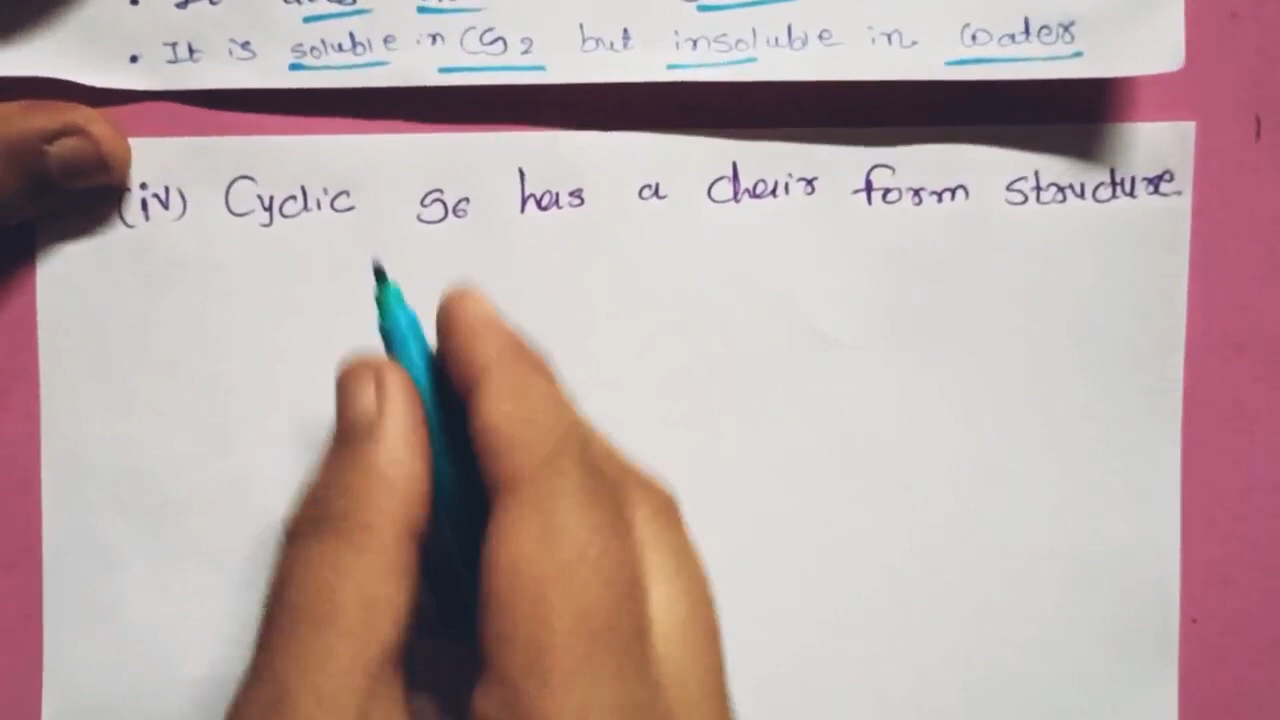 • It is soluble in CS2 but insoluble in water
(iv) Cyclic S6 has a chair form structure